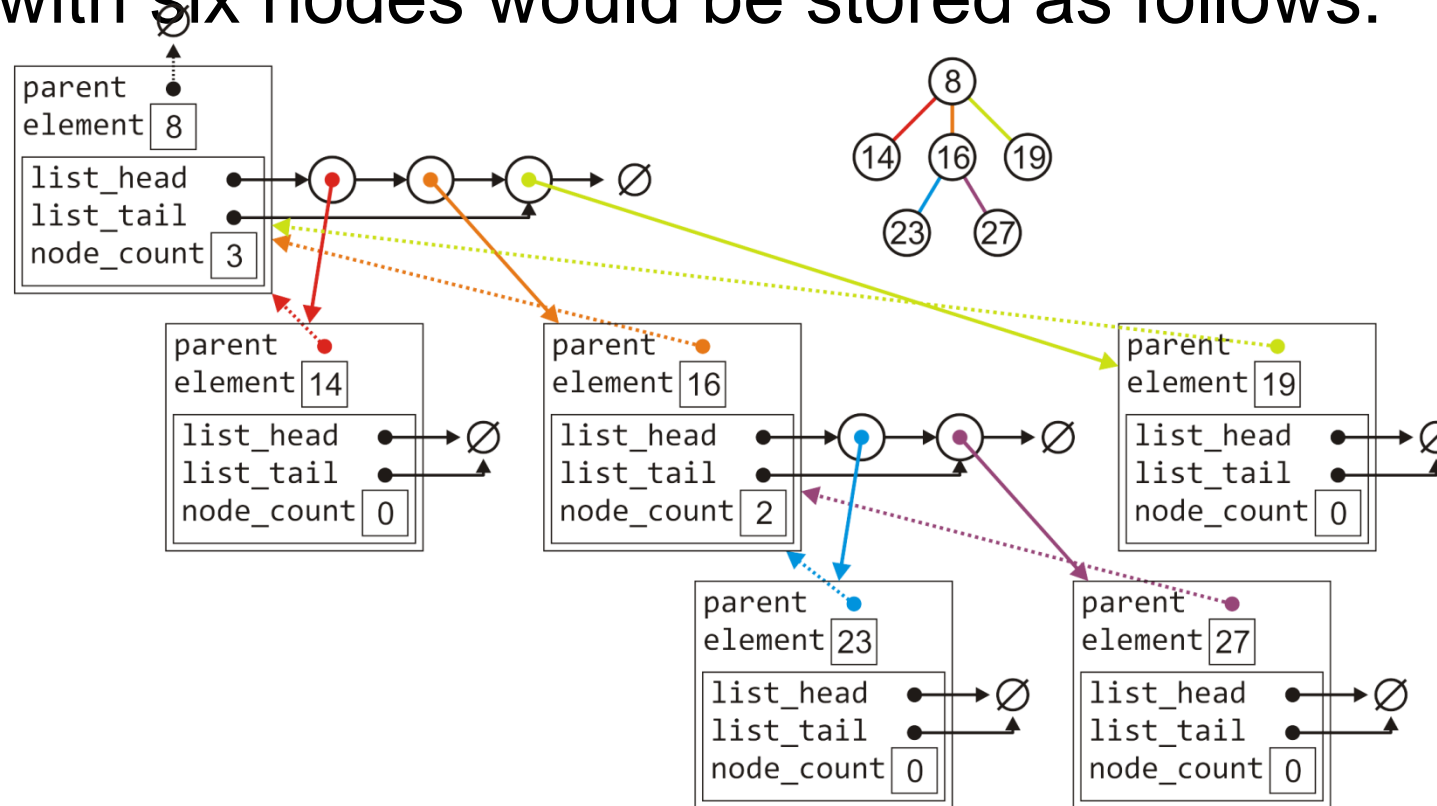 with six nodes would be stored as follows:
∅
parent
element 8
list_head
list_tail
node_count 3
∅
8
14 16 19
23 27
parent
element 14
list_head
list_tail
node_count 0
∅
parent
element 16
list_head
list_tail
node_count 2
∅
parent
element 19
list_head
list_tail
node_count 0
∅
parent
element 23
list_head
list_tail
node_count 0
∅
parent
element 27
list_head
list_tail
node_count 0
∅